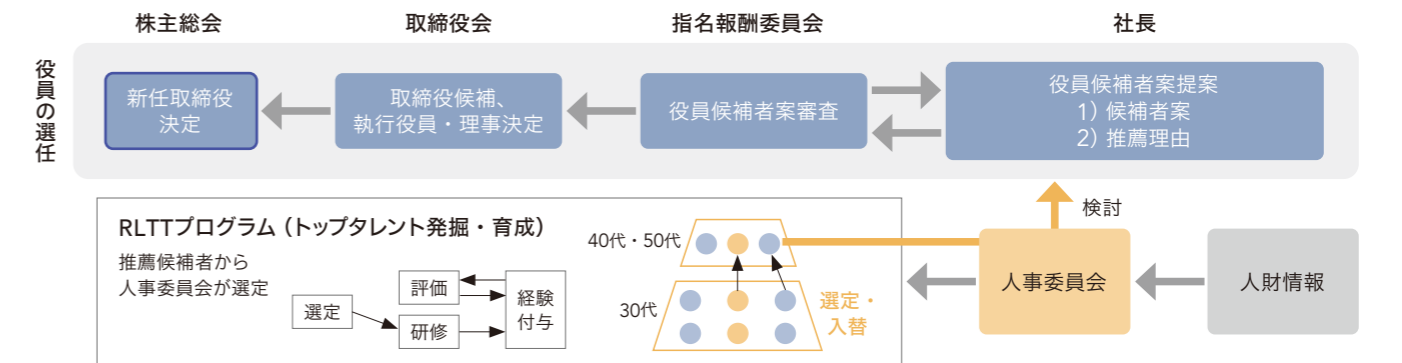 株主総会
取締役会
指名報酬委員会
社長
役員の選任
新任取締役
決定
取締役候補、
執行役員・理事決定
役員候補者案審査
役員候補者案提案
1）候補者案
2）推薦理由
検討
RLTTプログラム（トップタレント発掘・育成）
推薦候補者から
人事委員会が選定
選定
評価
研修
経験
付与
40代・50代
30代
選定・
入替
人事委員会
人財情報